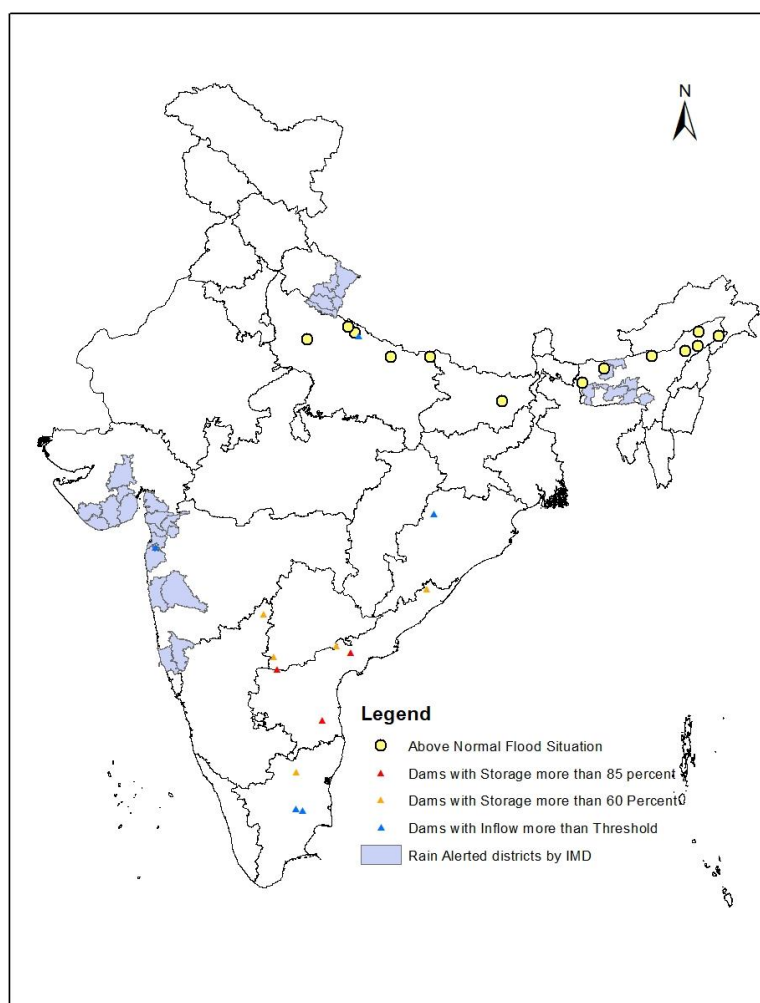 N
Legend
Above Normal Flood Situation
Dams with Storage more than 85 percent
Dams with Storage more than 60 Percent
Dams with Inflow more than Threshold
Rain Alerted districts by IMD